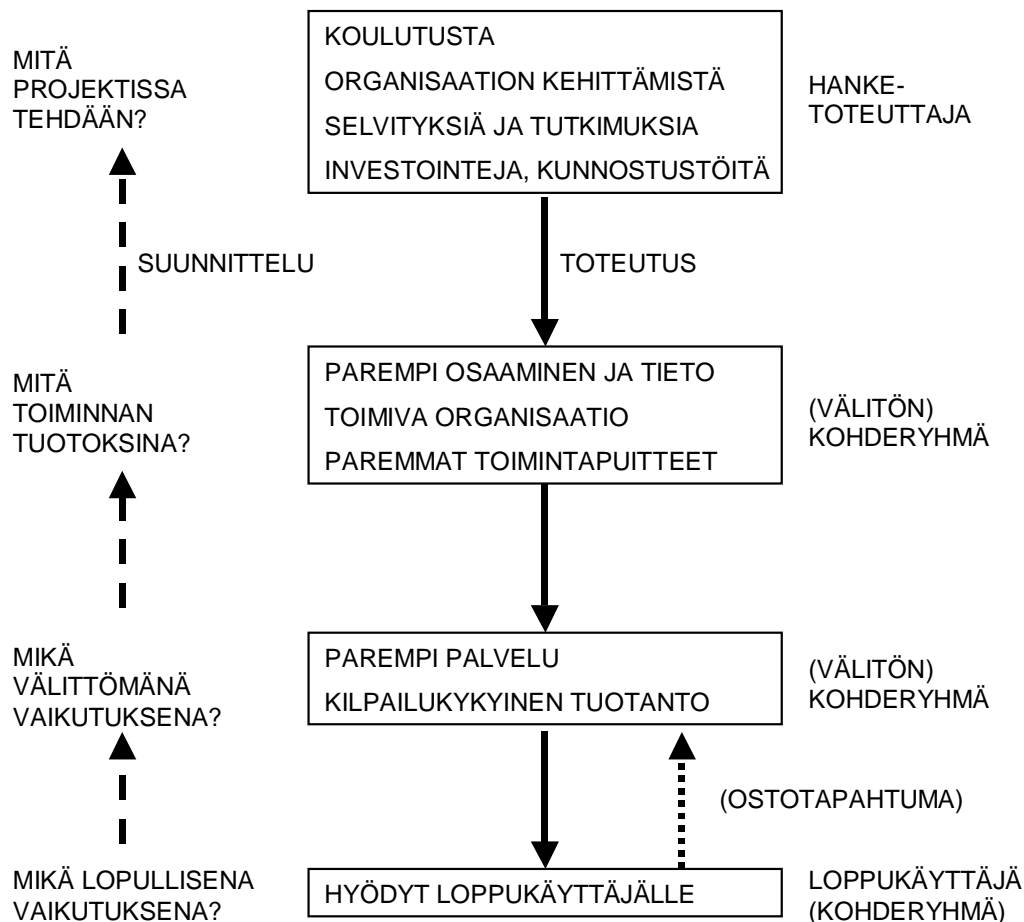 MITÄ
PROJEKTISSA
TEHDÄÄN?
KOULUTUSTA
ORGANISAATION KEHITTÄMISTÄ
SELVITYKSIÄ JA TUTKIMUKSIA
INVESTOINTEJA, KUNNOSTUSTÖITÄ
HANKE-
TOTEUTTAJA
SUUNNITTELU
TOTEUTUS
MITÄ
TOIMINNAN
TUOTOKSINA?
PAREMPI OSAAMINEN JA TIETO
TOIMIVA ORGANISAATIO
PAREMMAT TOIMINTAPUITTEET
(VÄLITÖN)
KOHDERYHMÄ
MIKÄ
VÄLITTÖMÄNÄ
VAIKUTUKSENA?
PAREMPI PALVELU
KILPAILUKYKYINEN TUOTANTO
(VÄLITÖN)
KOHDERYHMÄ
(OSTOTAPAHTUMA)
MIKÄ LOPULLISENA
VAIKUTUKSENA?
HYÖDYT LOPPUKÄYTTÄJÄLLE
LOPPUKÄYTTÄJÄ
(KOHDERYHMÄ)